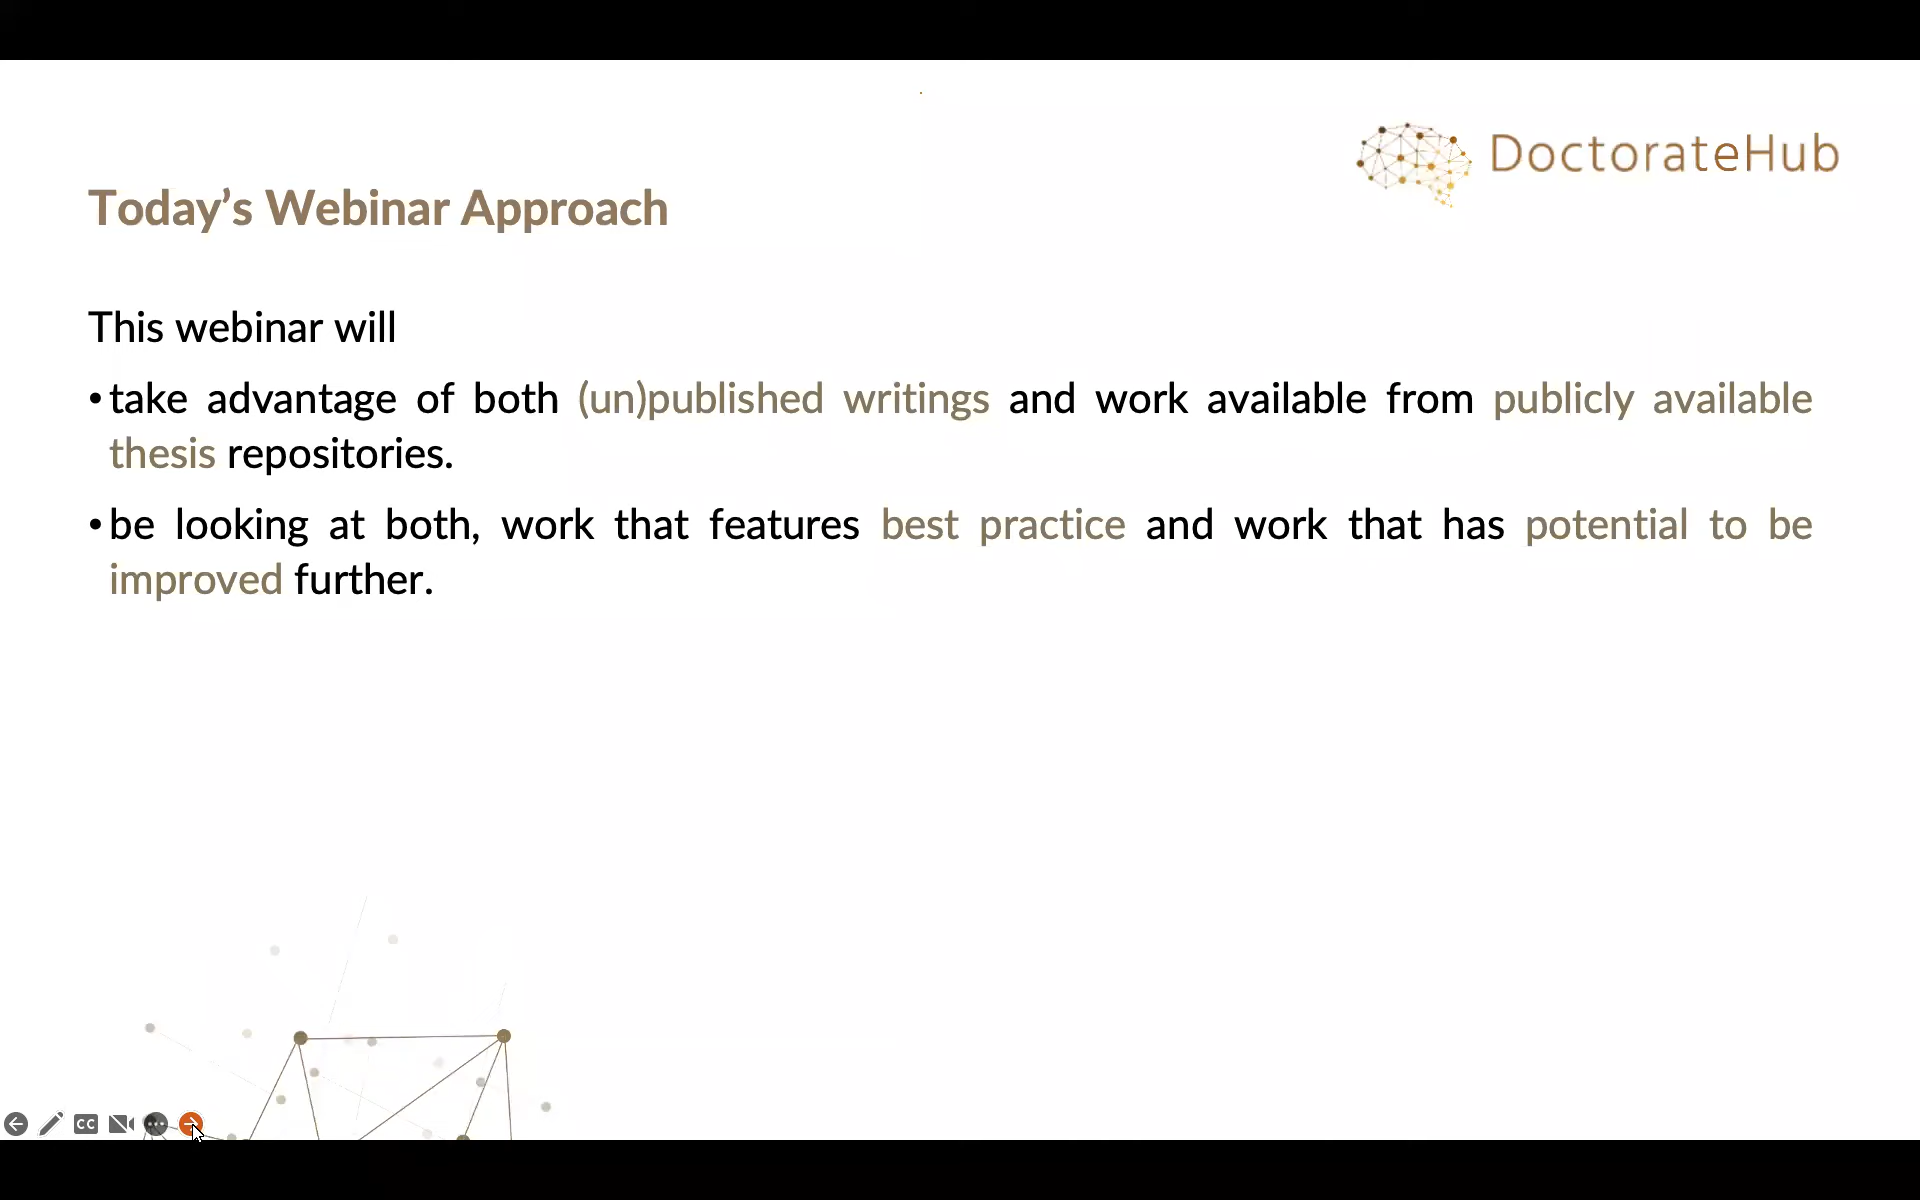 DoctorateHub
Today’s Webinar Approach
This webinar will
•take advantage of both (un)published writings and work available from publicly available
thesis repositories.
•be looking at both, work that features best practice and work that has potential to be
improved further.
CC